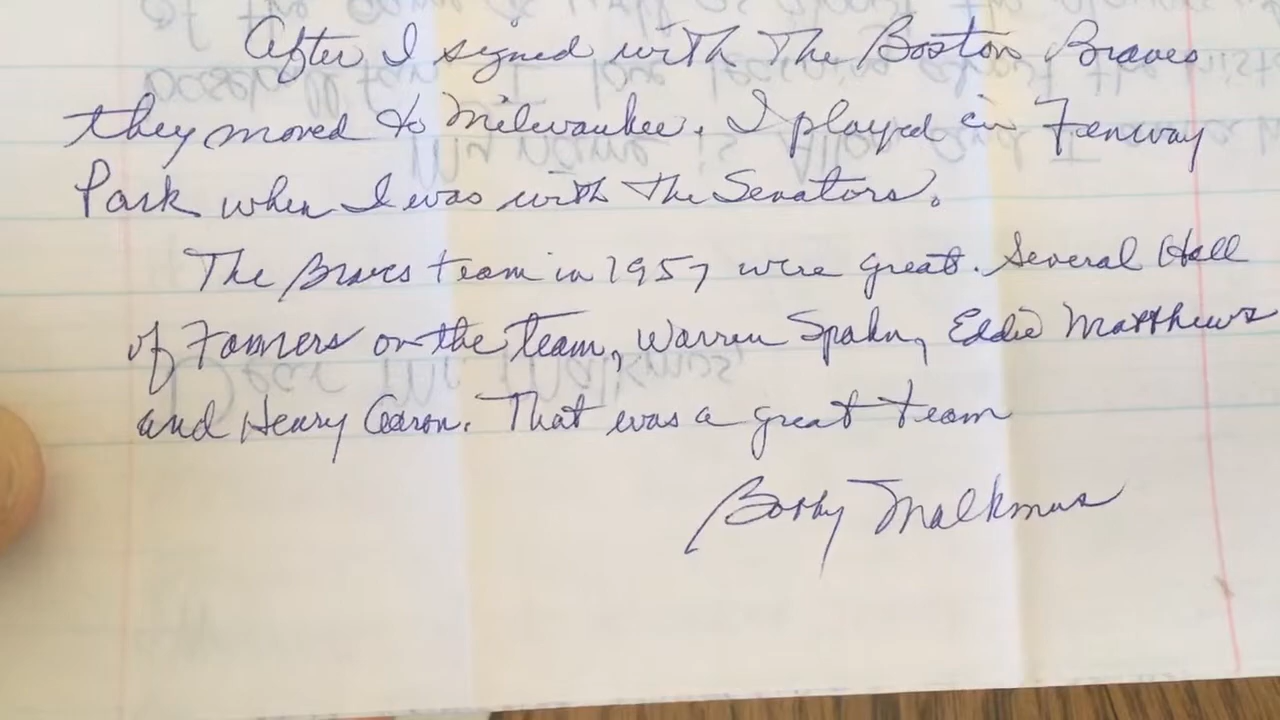 After I signed with The Boston Braves
they moved to Milwaukee. I played in Fenway
Park when I was with The Senators.
The Braves team in 1957 were great. Several Hall
of Famers on the team, Warren Spahn, Eddie Matthews
and Henry Aaron. That was a great team
Bobby Malkmus